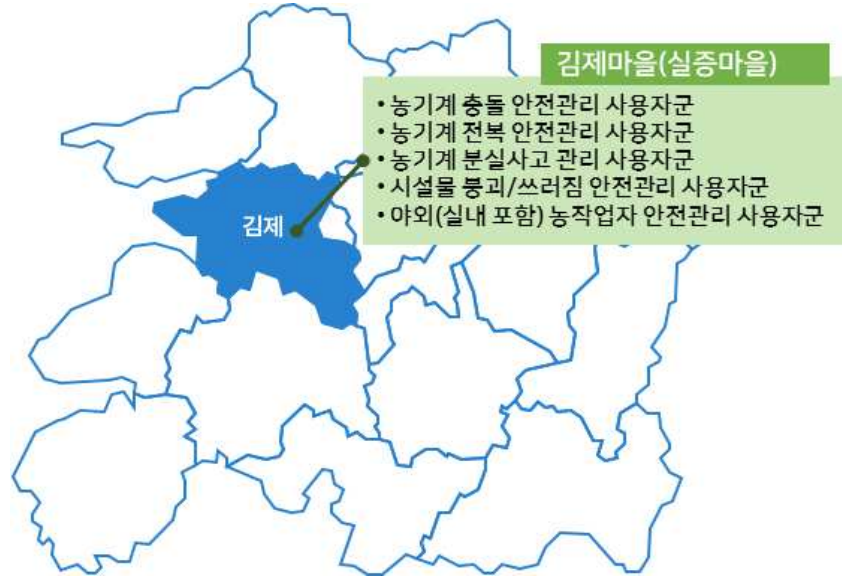 김제마을(실증마을)
• 농기계 충돌 안전관리 사용자군
• 농기계 전복 안전관리 사용자군
• 농기계 분실사고 관리 사용자군
• 시설물 붕괴/쓰러짐 안전관리 사용자군
• 야외(실내 포함) 농작업자 안전관리 사용자군
김제